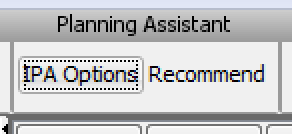 Planning Assistant
IPA Options Recommend